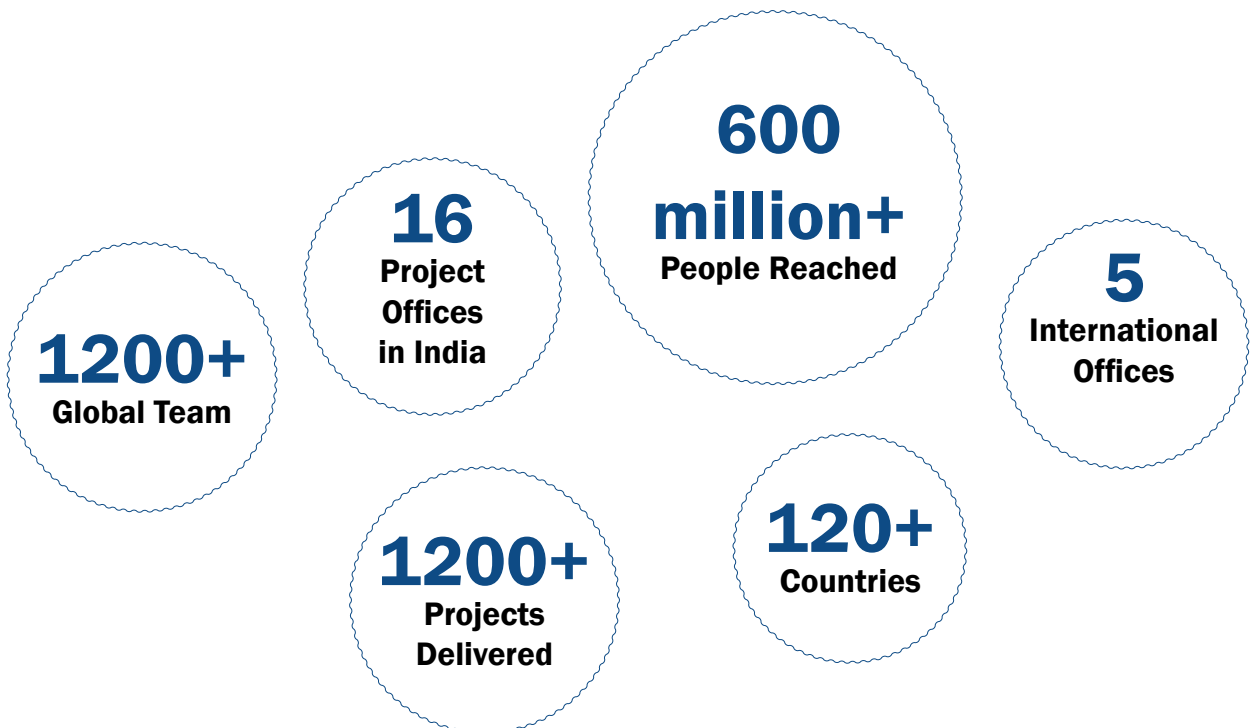 600
million+
People Reached
16
Project
Offices
in India
5
International
Offices
1200+
Global Team
120+
Countries
1200+
Projects
Delivered